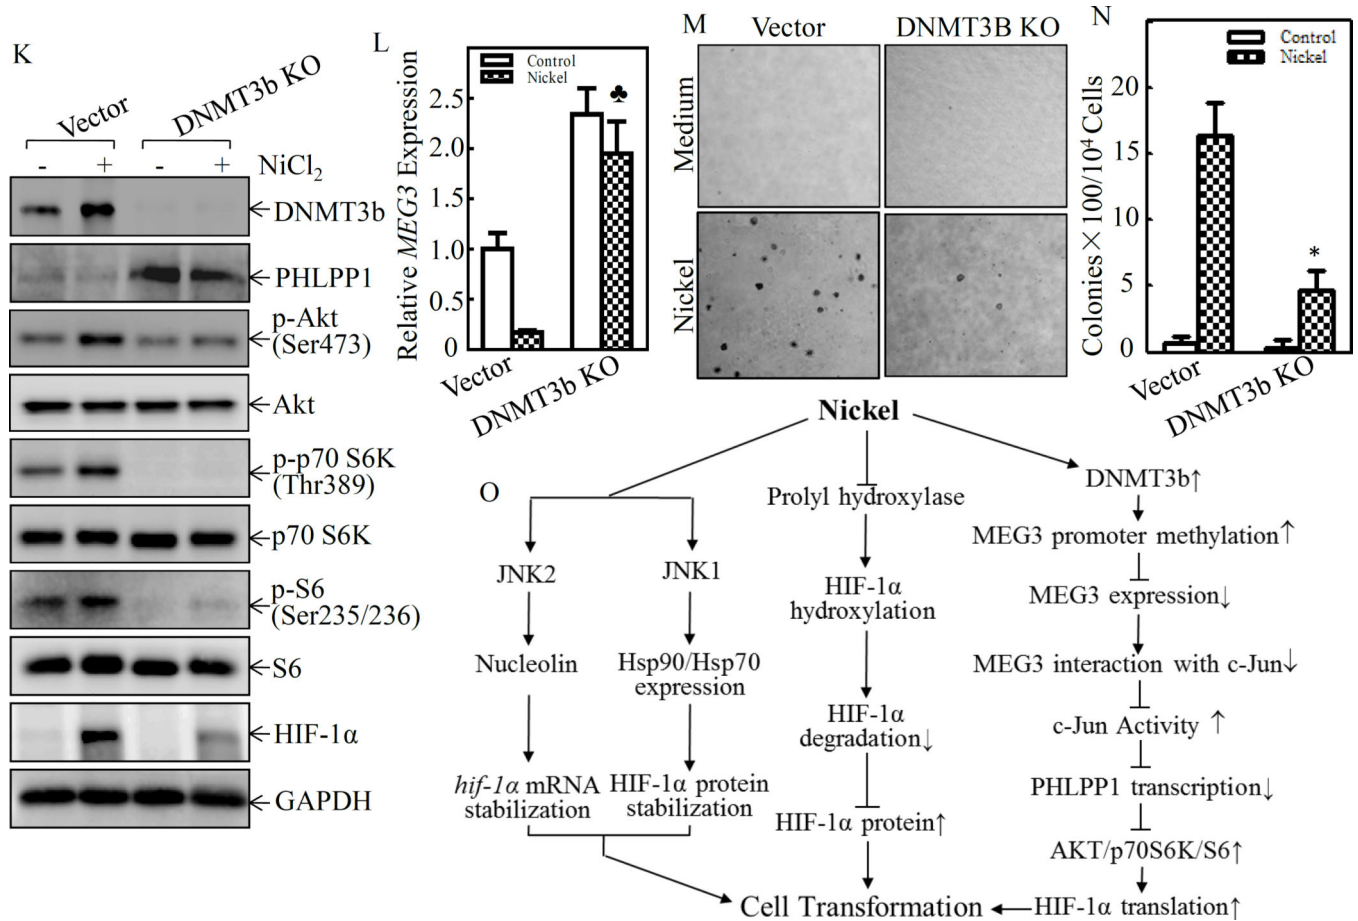 K
Vector
DNMT3b KO
- + - + NiCl2
DNMT3b
PHLPP1
p-Akt
(Ser473)
Akt
p-p70 S6K
(Thr389)
p70 S6K
p-S6
(Ser235/236)
S6
HIF-1α
GAPDH
L
Relative MEG3 Expression
Control
Nickel
2.5
2.0
1.5
1.0
0.5
0
Vector
DNMT3b KO
♣
M
Vector DNMT3B KO
Medium
Nickel
N
Colonies × 100/10⁴ Cells
Control
Nickel
20
15
10
5
0
*
Vector
DNMT3b KO
O
Nickel
JNK2
Nucleolin
hif-1α mRNA
stabilization
JNK1
Hsp90/Hsp70
expression
HIF-1α protein
stabilization
Prolyl hydroxylase
HIF-1α
hydroxylation
HIF-1α
degradation↓
HIF-1α protein↑
DNMT3b↑
MEG3 promoter methylation↑
MEG3 expression↓
MEG3 interaction with c-Jun↓
c-Jun Activity ↑
PHLPP1 transcription↓
AKT/p70S6K/S6↑
HIF-1α translation↑
Cell Transformation